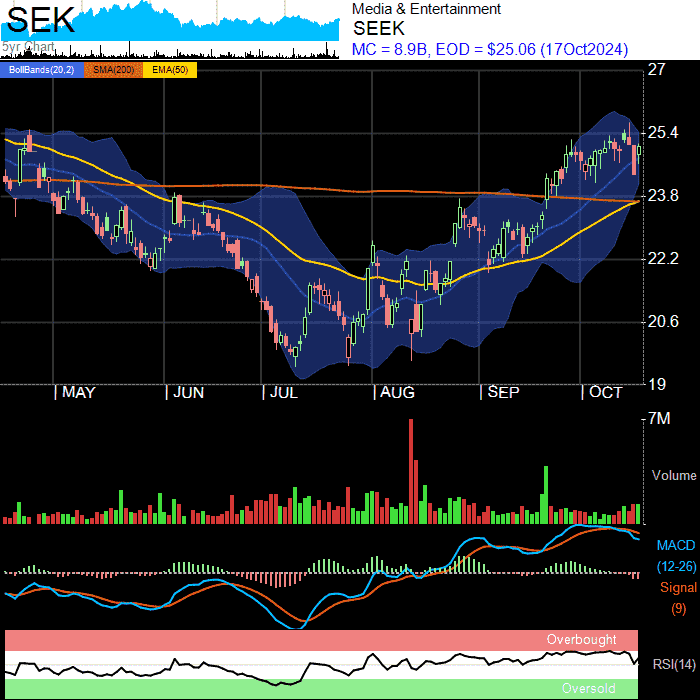 SEK
5yr Chart
Media & Entertainment
SEEK
MC = 8.9B, EOD = $25.06 (17Oct2024)
BollBands(20,2) SMA(200) EMA(50)
27
25.4
23.8
22.2
20.6
19
MAY JUN JUL AUG SEP OCT
7M
Volume
MACD
(12-26)
Signal
(9)
Overbought
RSI(14)
Oversold